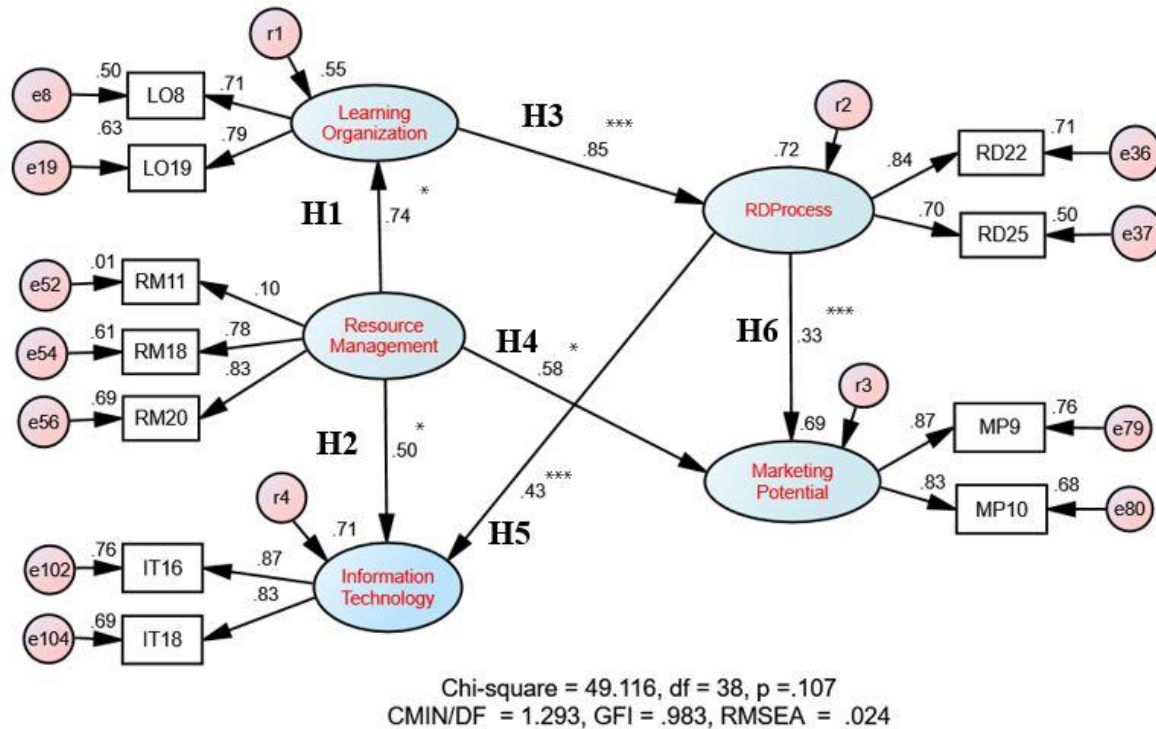 r1
.55
.50
e8
LO8
.71
Learning
Organization
.63
.79
e19
LO19
H3
***
.85
r2
.72
.84
RD22
.71
e36
RDProcess
.70
RD25
.50
e37
H1
*
.74
.01
e52
RM11
.10
.61
e54
RM18
.78
Resource
Management
.83
.69
e56
RM20
H4
*
.58
H6
***
.33
r3
.69
.87
MP9
.76
e79
Marketing
Potential
.83
MP10
.68
e80
H2
*
.50
***
.43
H5
r4
.71
.76
e102
IT16
.87
Information
Technology
.83
.69
e104
IT18
Chi-square = 49.116, df = 38, p =.107
CMIN/DF = 1.293, GFI = .983, RMSEA = .024